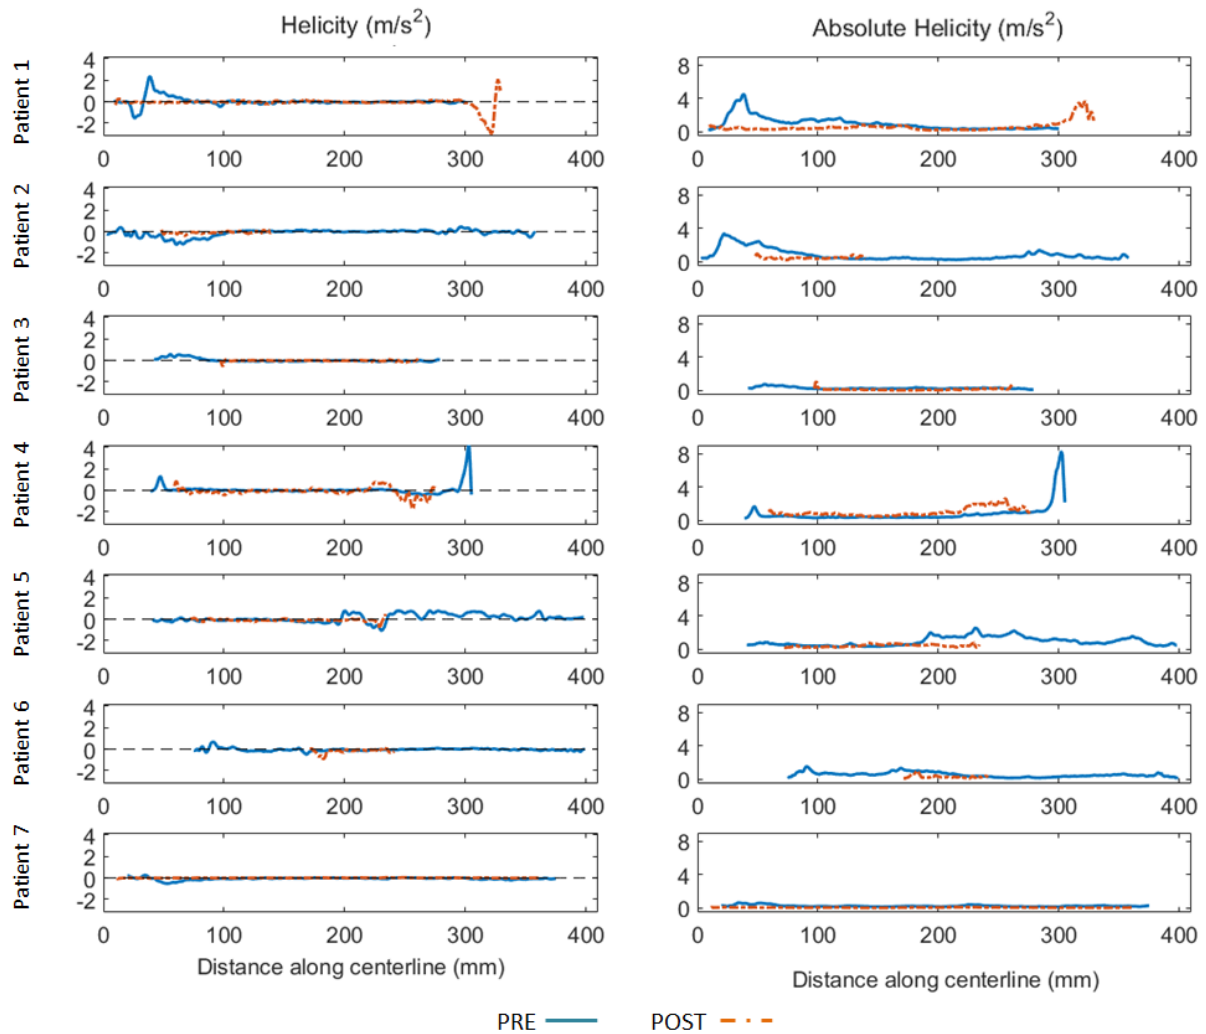 Helicity (m/s²) Absolute Helicity (m/s²)
Patient 1
4 2 0 -2
0 100 200 300 400
8 4 0
0 100 200 300 400
Patient 2
4 2 0 -2
0 100 200 300 400
8 4 0
0 100 200 300 400
Patient 3
4 2 0 -2
0 100 200 300 400
8 4 0
0 100 200 300 400
Patient 4
4 2 0 -2
0 100 200 300 400
8 4 0
0 100 200 300 400
Patient 5
4 2 0 -2
0 100 200 300 400
8 4 0
0 100 200 300 400
Patient 6
4 2 0 -2
0 100 200 300 400
8 4 0
0 100 200 300 400
Patient 7
4 2 0 -2
0 100 200 300 400
8 4 0
0 100 200 300 400
Distance along centerline (mm) Distance along centerline (mm)
PRE POST